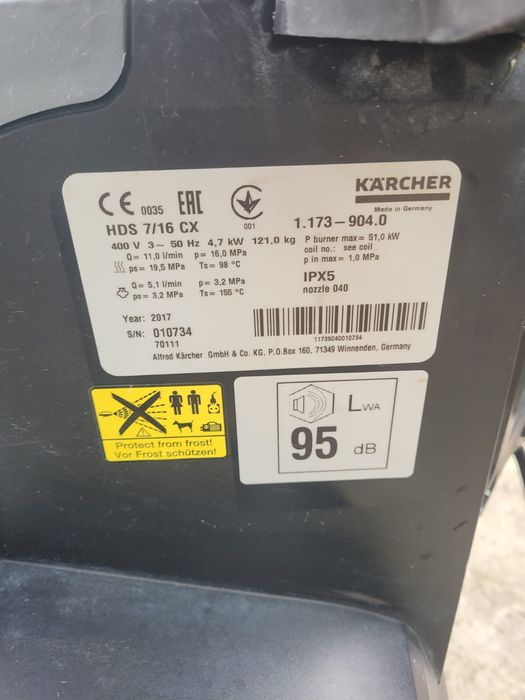 KÄRCHER
Made in Germany
CE 0035 EAC 001
HDS 7/16 CX 1.173-904.0
400 V 3~ 50 Hz 4,7 kW 121,0 kg P burner max= 51,0 kW
Q= 11,0 l/min p= 16,0 MPa coil no.: see coil
ps= 19,5 MPa Ts= 98 °C p in max= 1,0 MPa
Q= 5,1 l/min p= 3,2 MPa IPX5
ps= 3,2 MPa Ts= 155 °C nozzle 040
Year: 2017
S/N: 010734
70111
11739040010734
Alfred Kärcher GmbH & Co. KG, P.O.Box 160, 71349 Winnenden, Germany
Protect from frost!
Vor Frost schützen!
LWA
95 dB